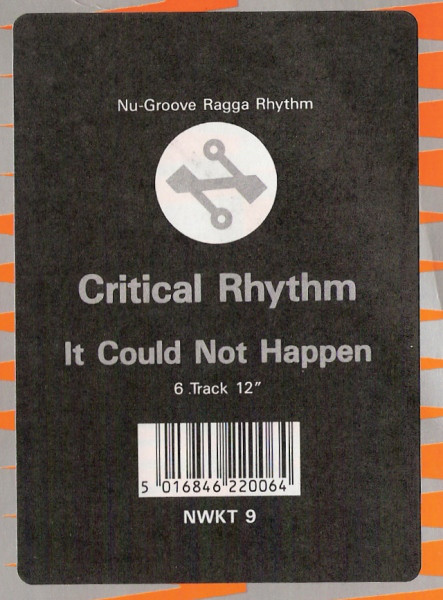 Nu-Groove Ragga Rhythm
Critical Rhythm
It Could Not Happen
6 Track 12"
5 016846 220064
NWKT 9